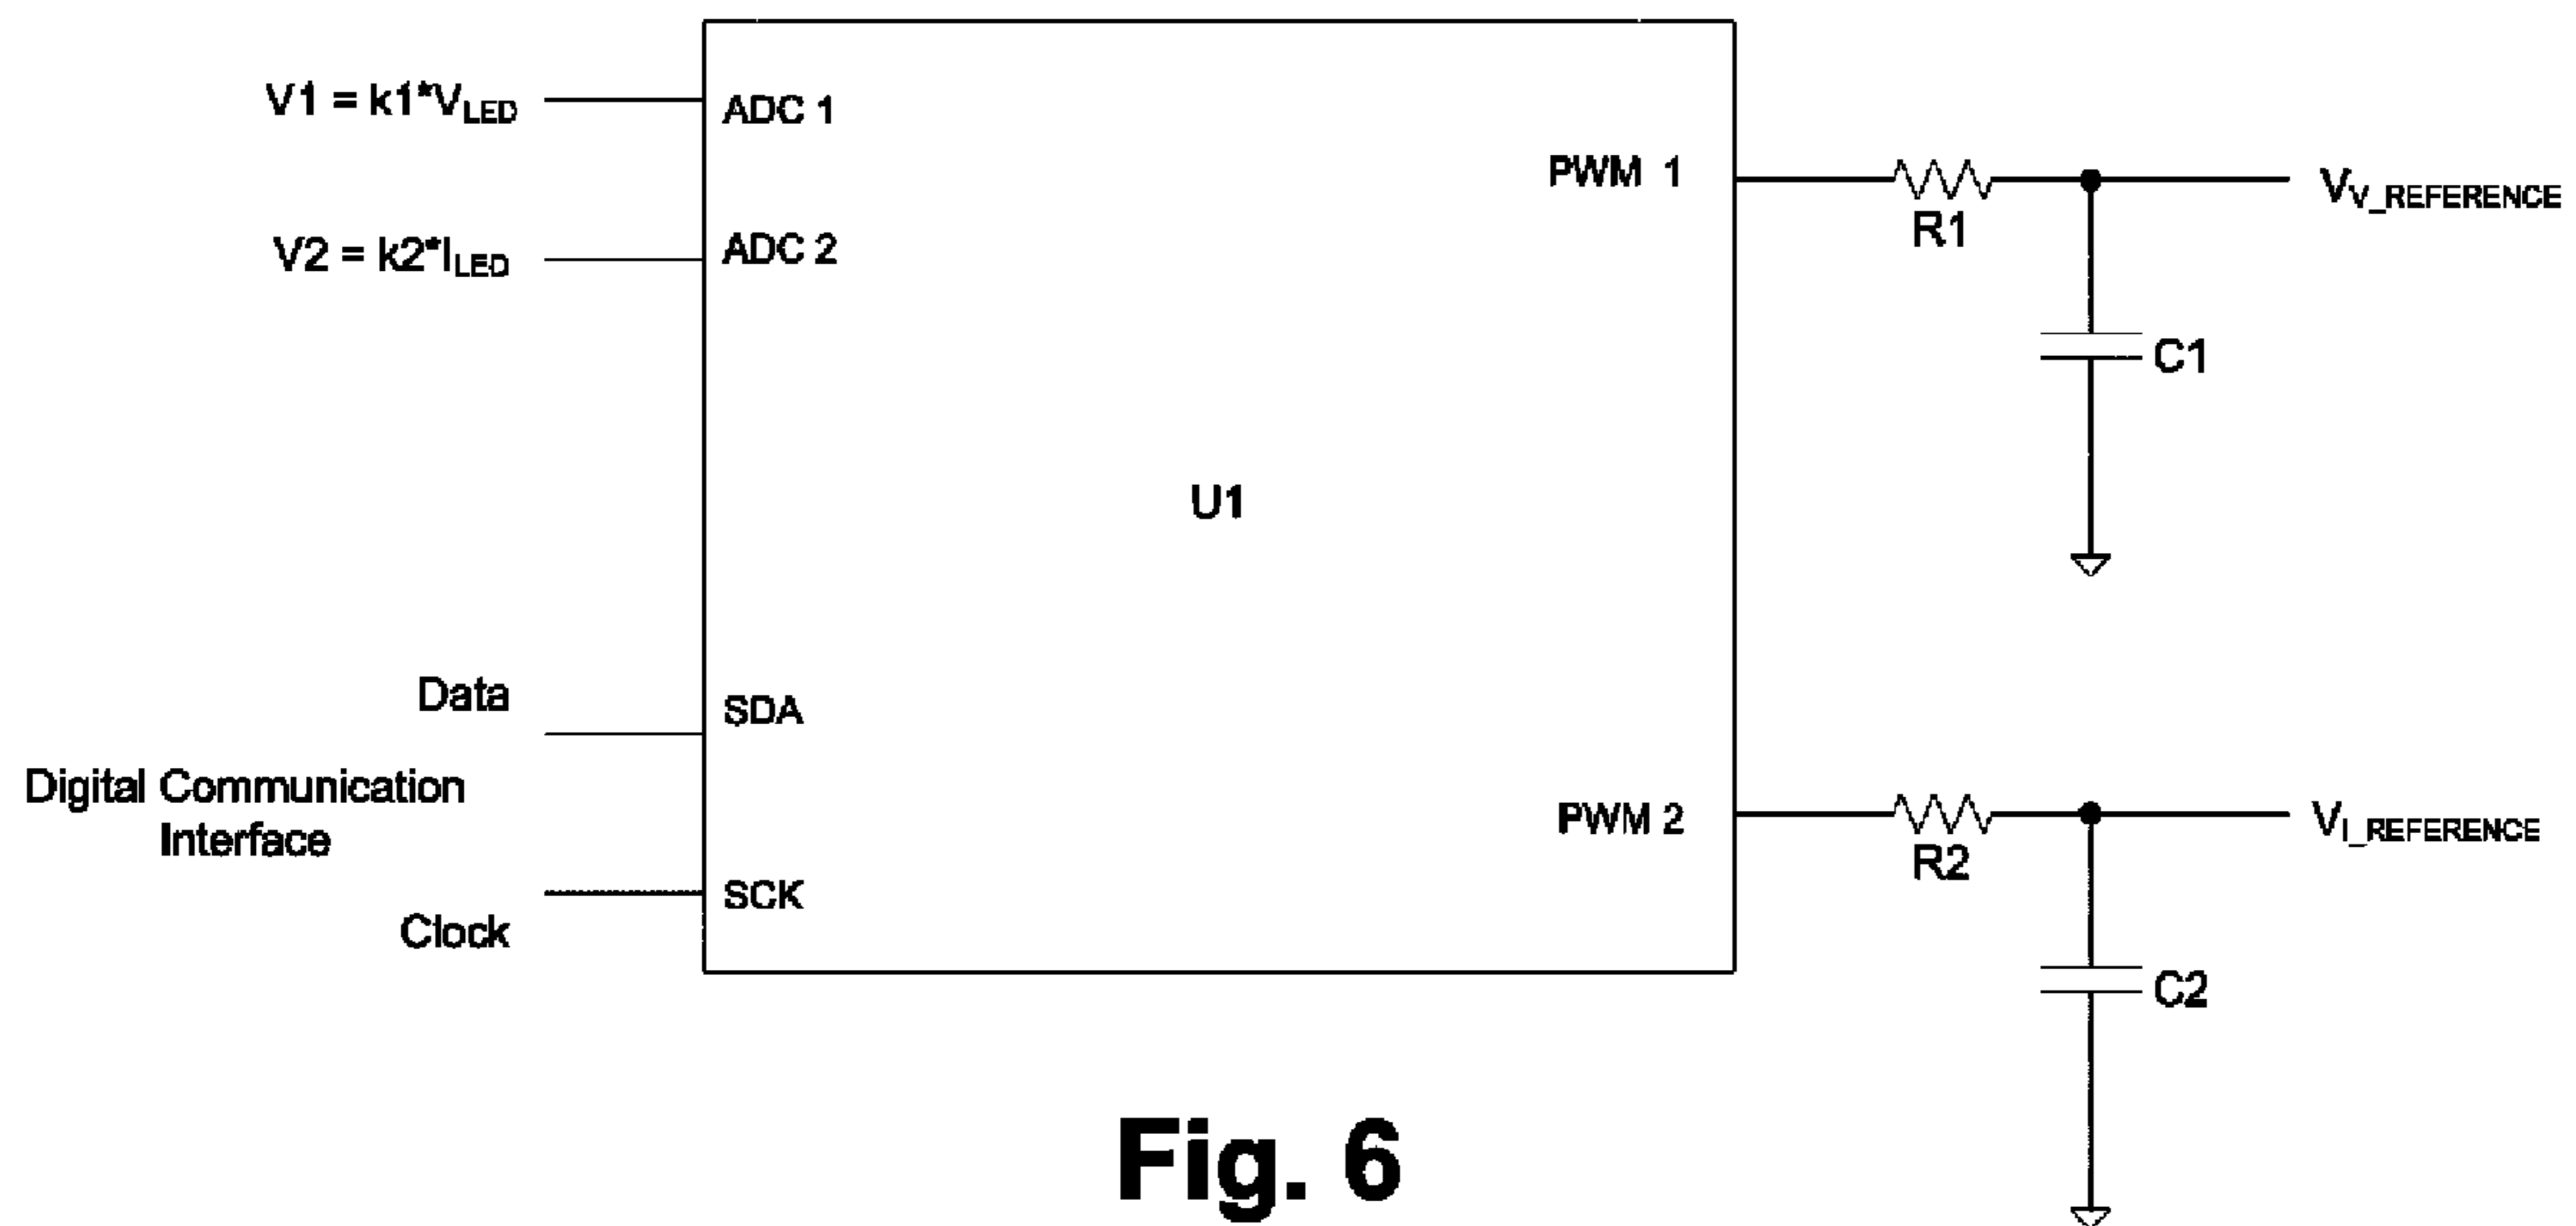 V1 = k1*VLED
ADC 1
PWM 1
VV_REFERENCE
R1
V2 = k2*ILED
ADC 2
C1
U1
Data
SDA
Digital Communication
Interface
PWM 2
VI_REFERENCE
R2
SCK
Clock
C2
Fig. 6